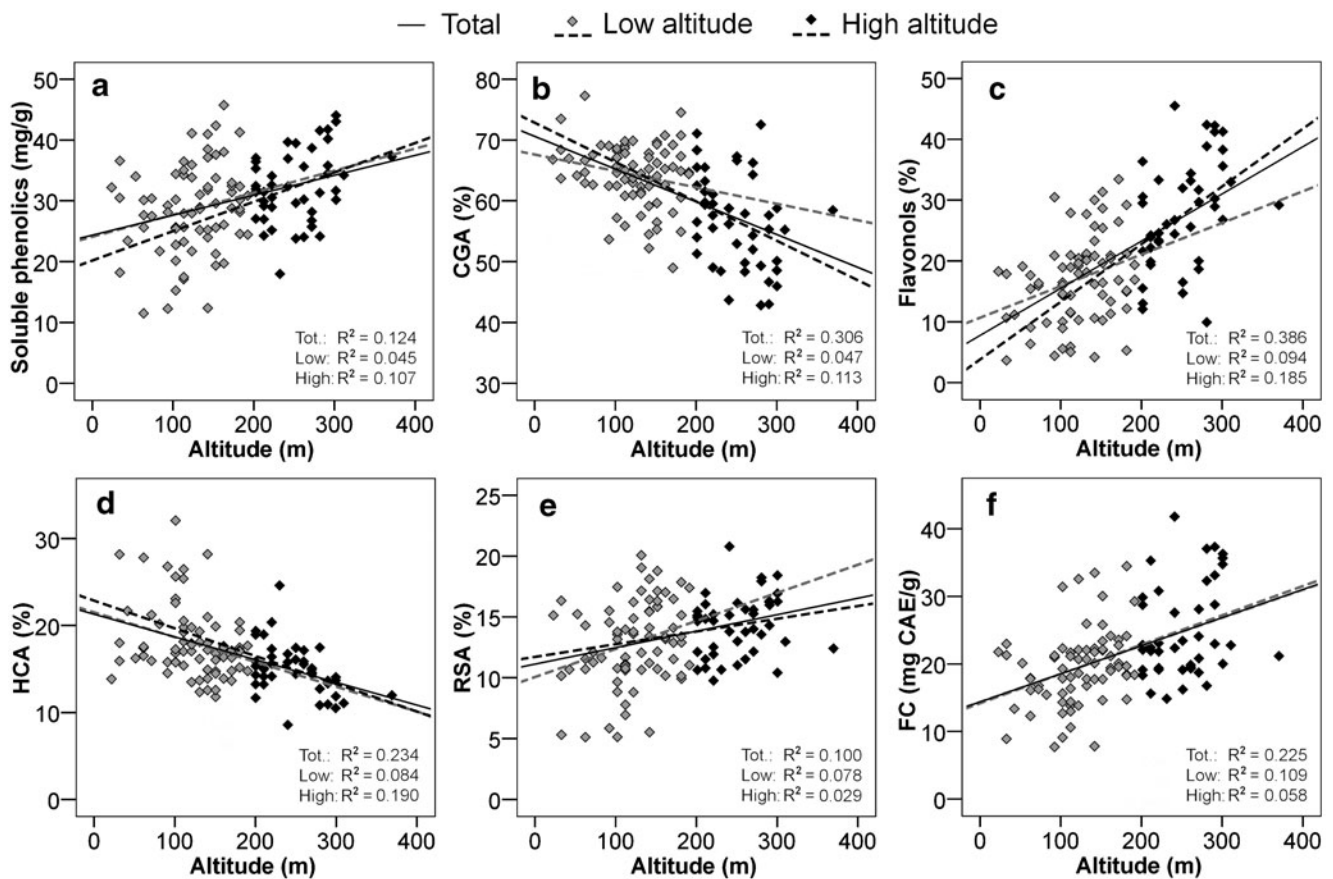 Total Low altitude High altitude
a
Soluble phenolics (mg/g)
50
40
30
20
10
0
Tot.: R² = 0.124
Low: R² = 0.045
High: R² = 0.107
0 100 200 300 400
Altitude (m)
b
CGA (%)
80
70
60
50
40
30
Tot.: R² = 0.306
Low: R² = 0.047
High: R² = 0.113
0 100 200 300 400
Altitude (m)
c
Flavonols (%)
50
40
30
20
10
0
Tot.: R² = 0.386
Low: R² = 0.094
High: R² = 0.185
0 100 200 300 400
Altitude (m)
d
HCA (%)
30
20
10
0
Tot.: R² = 0.234
Low: R² = 0.084
High: R² = 0.190
0 100 200 300 400
Altitude (m)
e
RSA (%)
25
20
15
10
5
0
Tot.: R² = 0.100
Low: R² = 0.078
High: R² = 0.029
0 100 200 300 400
Altitude (m)
f
FC (mg CAE/g)
40
30
20
10
0
Tot.: R² = 0.225
Low: R² = 0.109
High: R² = 0.058
0 100 200 300 400
Altitude (m)